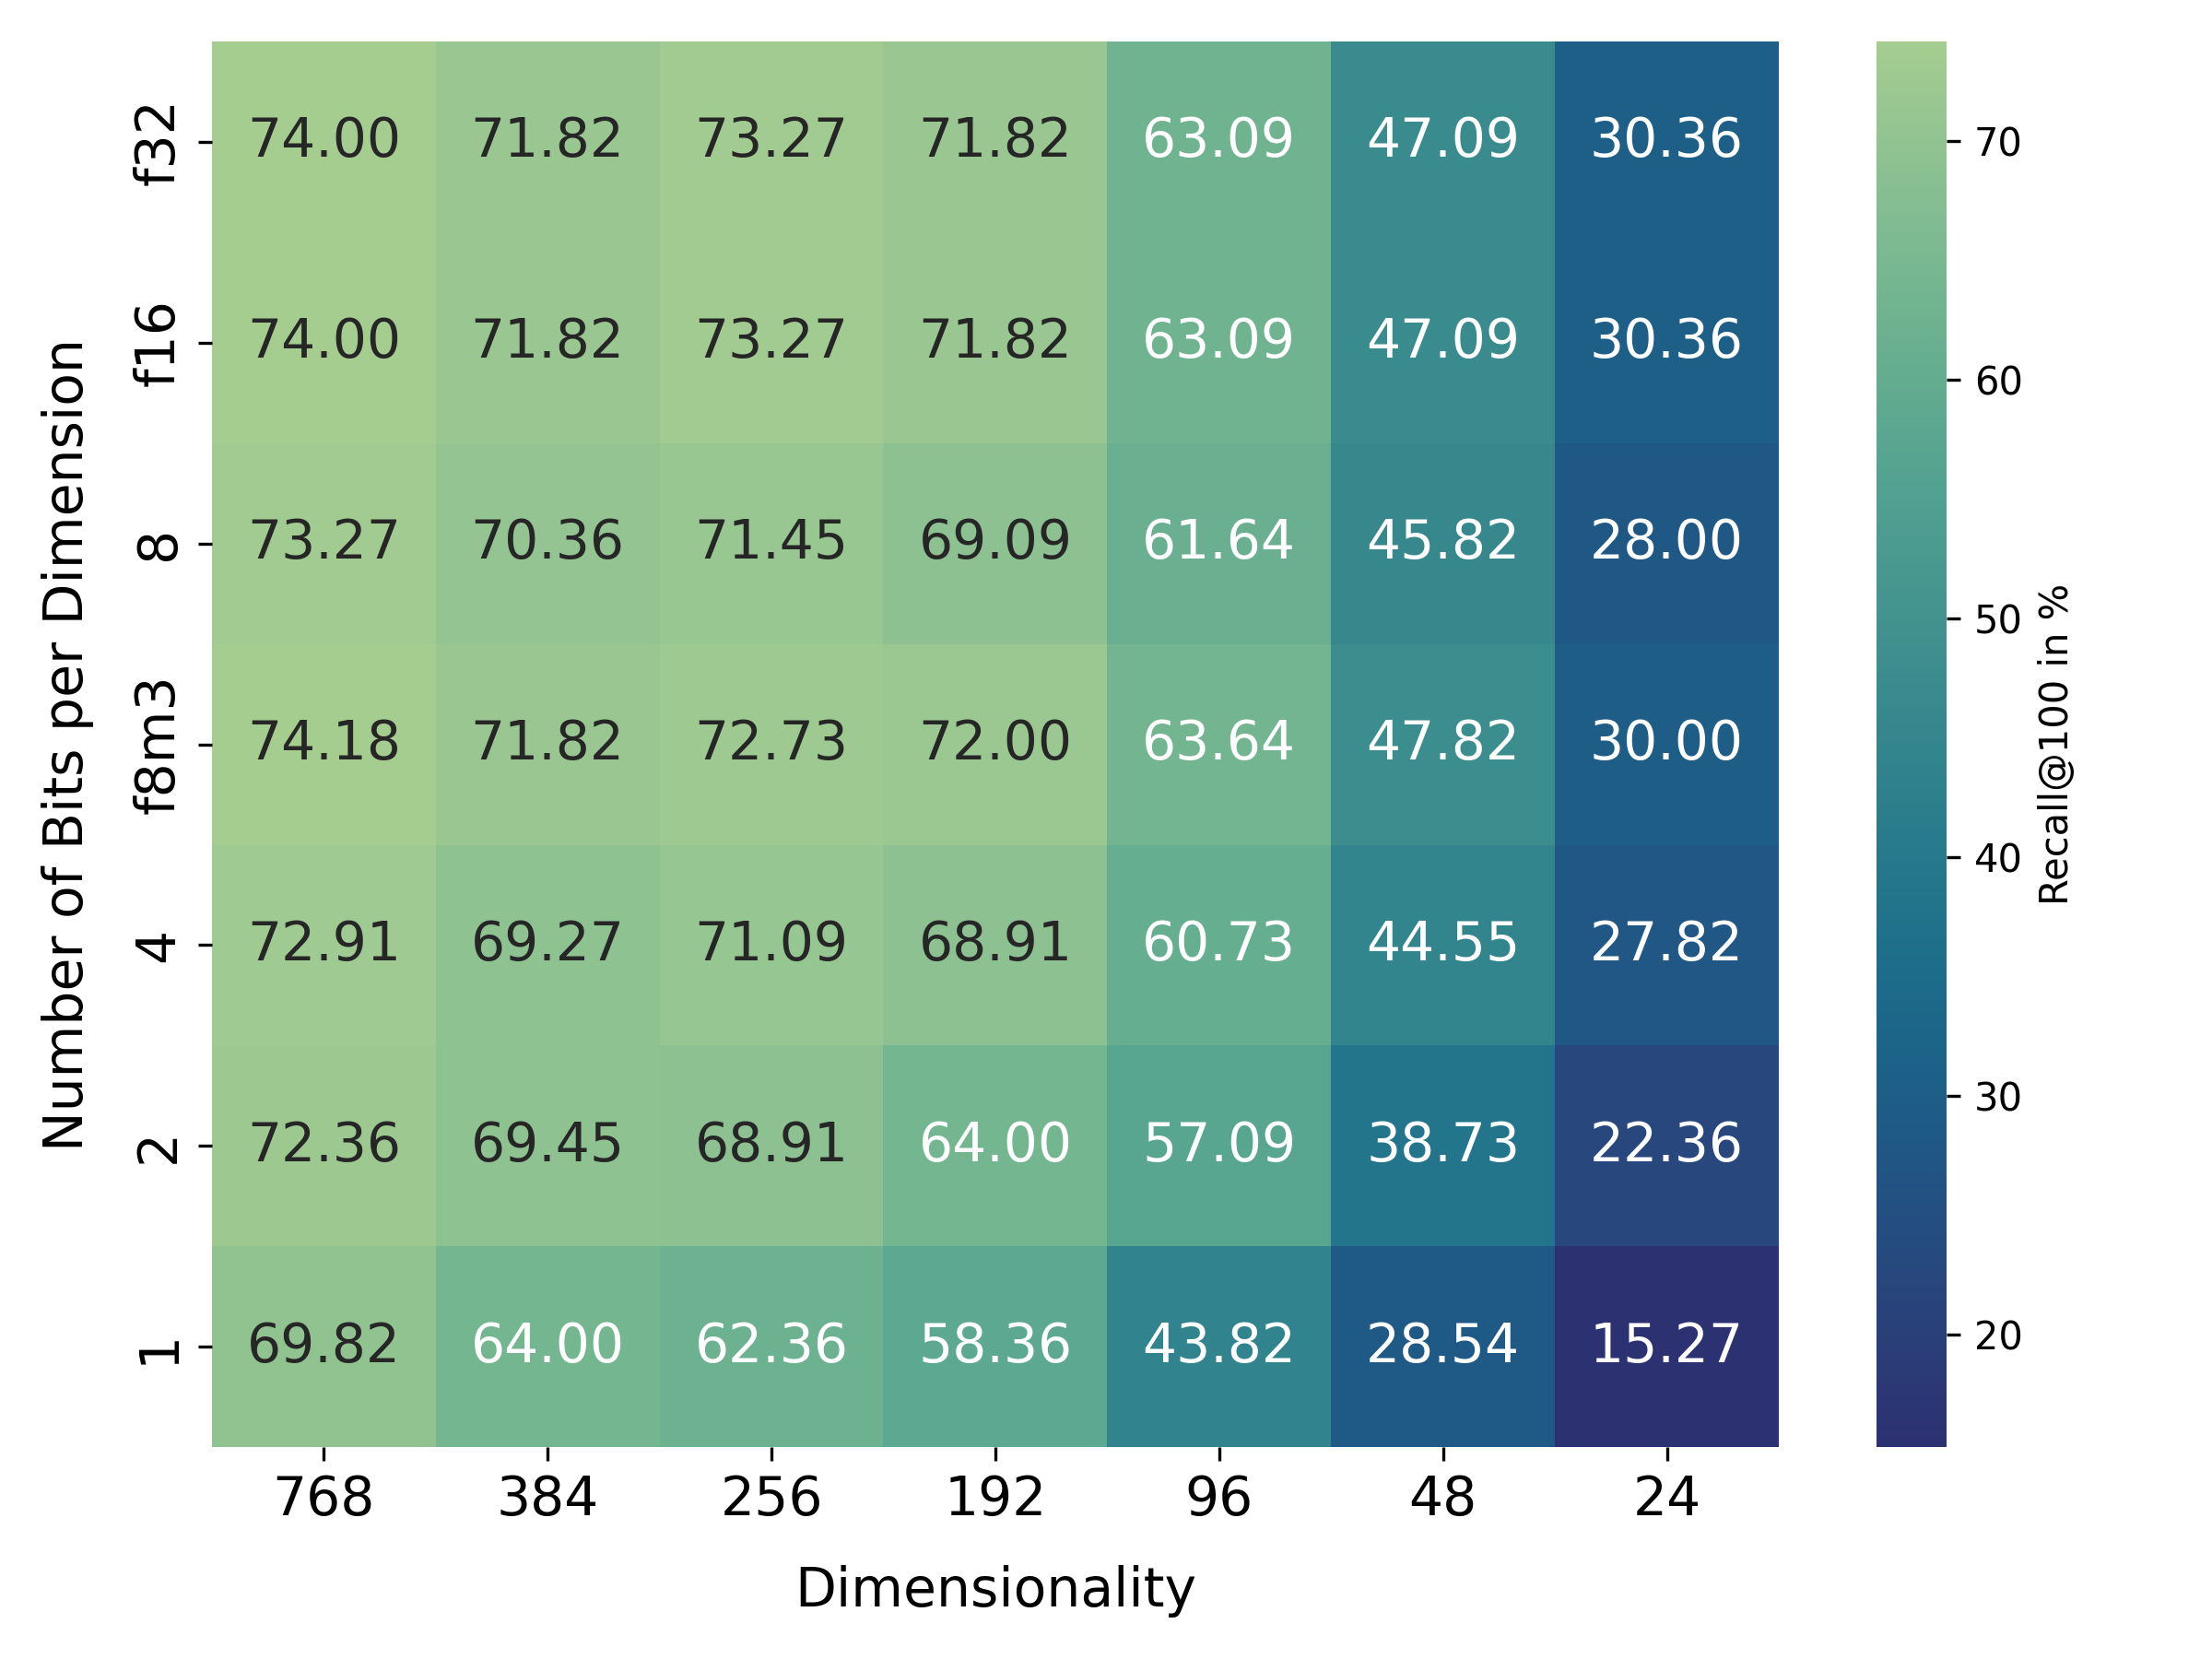 Number of Bits per Dimension
f32 74.00 71.82 73.27 71.82 63.09 47.09 30.36
f16 74.00 71.82 73.27 71.82 63.09 47.09 30.36
8 73.27 70.36 71.45 69.09 61.64 45.82 28.00
f8m3 74.18 71.82 72.73 72.00 63.64 47.82 30.00
4 72.91 69.27 71.09 68.91 60.73 44.55 27.82
2 72.36 69.45 68.91 64.00 57.09 38.73 22.36
1 69.82 64.00 62.36 58.36 43.82 28.54 15.27
768 384 256 192 96 48 24
Dimensionality
70
60
50
40
30
20
Recall@100 in %